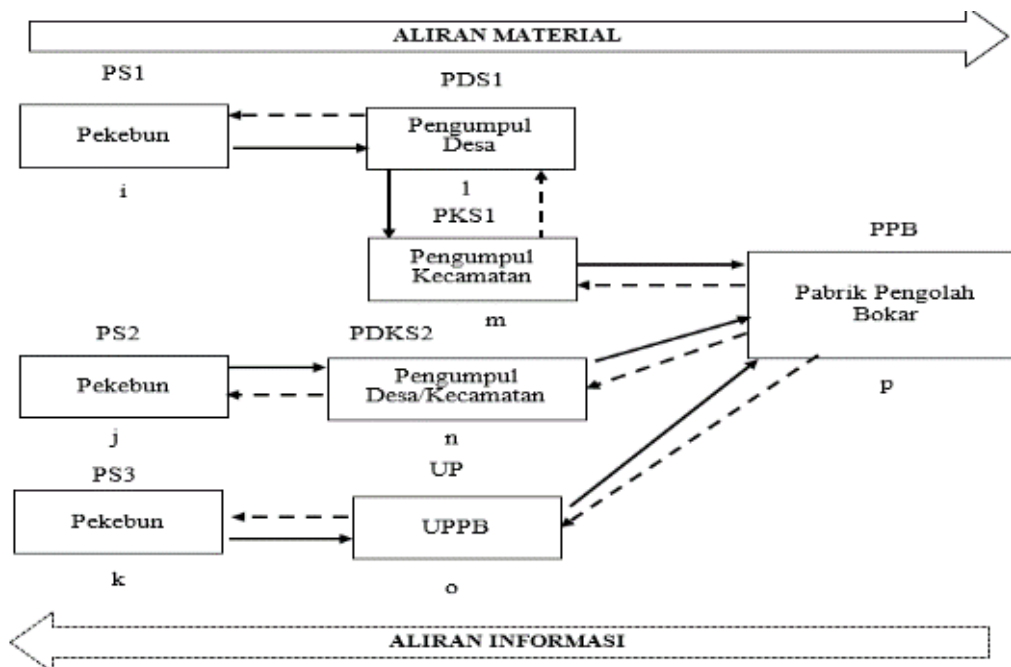 ALIRAN MATERIAL
PS1
PDS1
Pekebun
Pengumpul
Desa
i
l
PKS1
PPB
Pengumpul
Kecamatan
Pabrik Pengolah
Bokar
m
PS2
PDKS2
Pekebun
Pengumpul
Desa/Kecamatan
p
j
n
PS3
UP
Pekebun
UPPB
k
o
ALIRAN INFORMASI